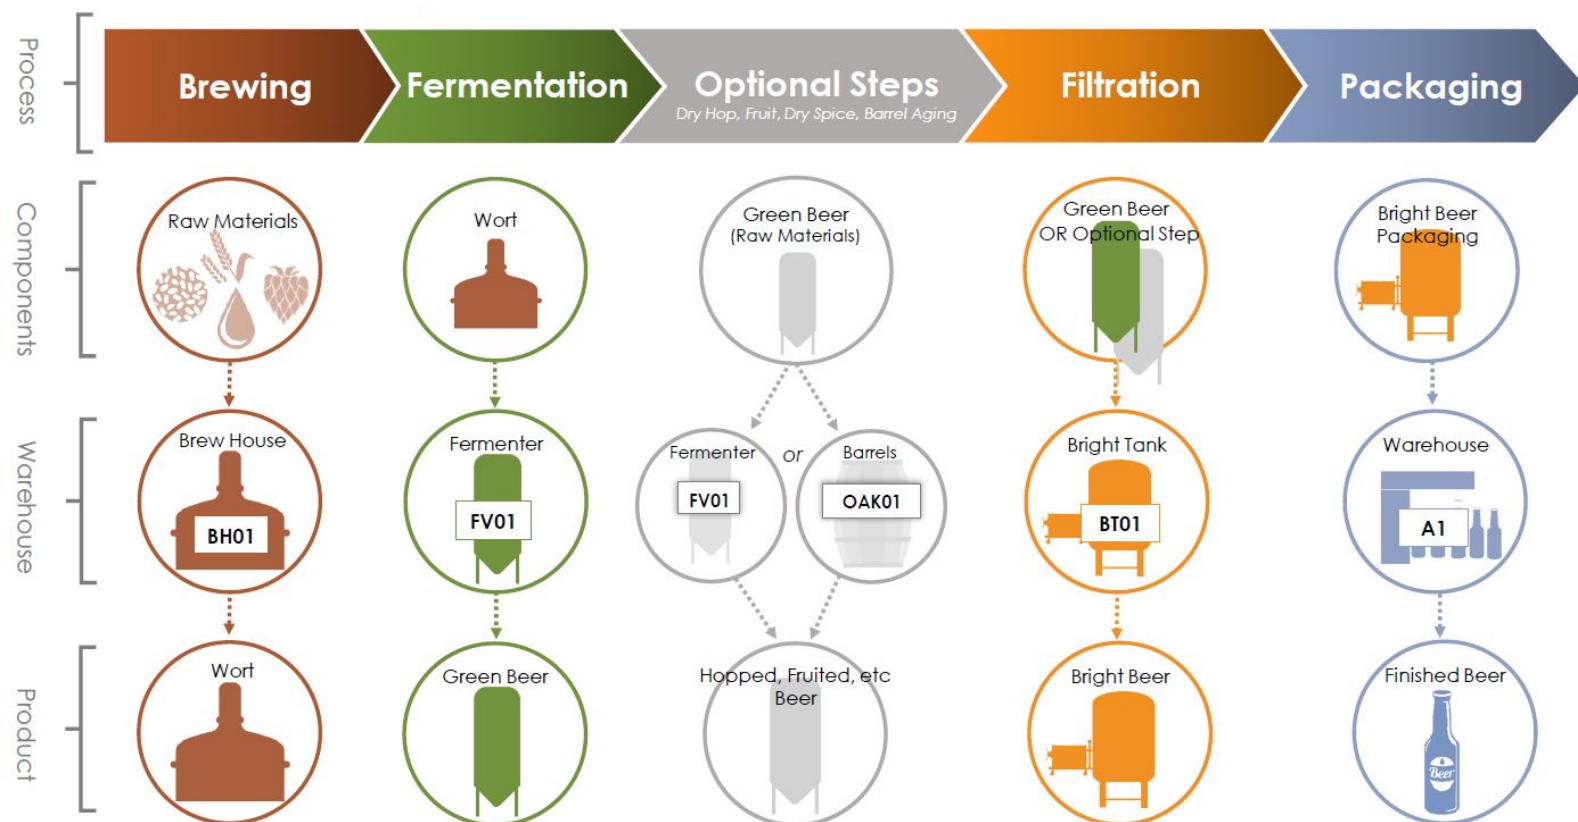 Process
Brewing
Fermentation
Optional Steps
Dry Hop, Fruit, Dry Spice, Barrel Aging
Filtration
Packaging
Components
Raw Materials
Wort
Green Beer
(Raw Materials)
Green Beer
OR Optional Step
Bright Beer
Packaging
Warehouse
Brew House
BH01
Fermenter
FV01
Fermenter
FV01
or
Barrels
OAK01
Bright Tank
BT01
Warehouse
A1
Product
Wort
Green Beer
Hopped, Fruited, etc
Beer
Bright Beer
Finished Beer
Beer